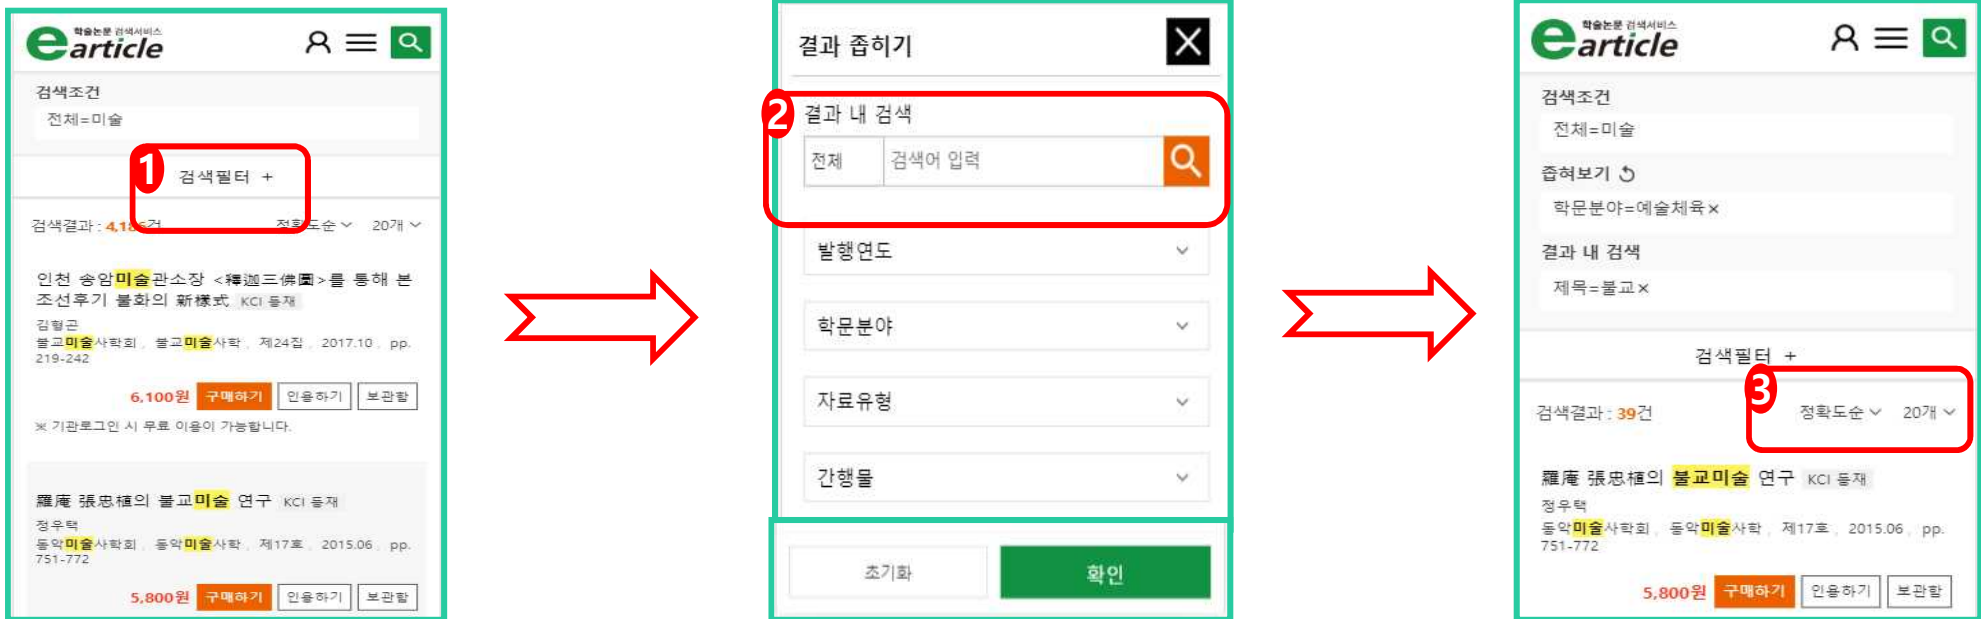 학술논문 검색서비스
earticle
검색조건
전체=미술
1
검색필터 +
검색결과 : 4,186건 정확도순 20개
인천 송암미술관소장 <釋迦三佛圖>를 통해 본
조선후기 불화의 新樣式 KCI 등재
김형곤
불교미술사학회, 불교미술사학, 제24집, 2017.10, pp.
219-242
6,100원 구매하기 인용하기 보관함
※ 기관로그인 시 무료 이용이 가능합니다.
羅庵 張忠植의 불교미술 연구 KCI 등재
정우택
동악미술사학회, 동악미술사학, 제17호, 2015.06, pp.
751-772
5,800원 구매하기 인용하기 보관함
결과 좁히기
2
결과 내 검색
전체 검색어 입력
발행연도
학문분야
자료유형
간행물
초기화 확인
학술논문 검색서비스
earticle
검색조건
전체=미술
좁혀보기
학문분야=예술체육×
결과 내 검색
제목=불교×
검색필터 +
3
검색결과 : 39건 정확도순 20개
羅庵 張忠植의 불교미술 연구 KCI 등재
정우택
동악미술사학회, 동악미술사학, 제17호, 2015.06, pp.
751-772
5,800원 구매하기 인용하기 보관함